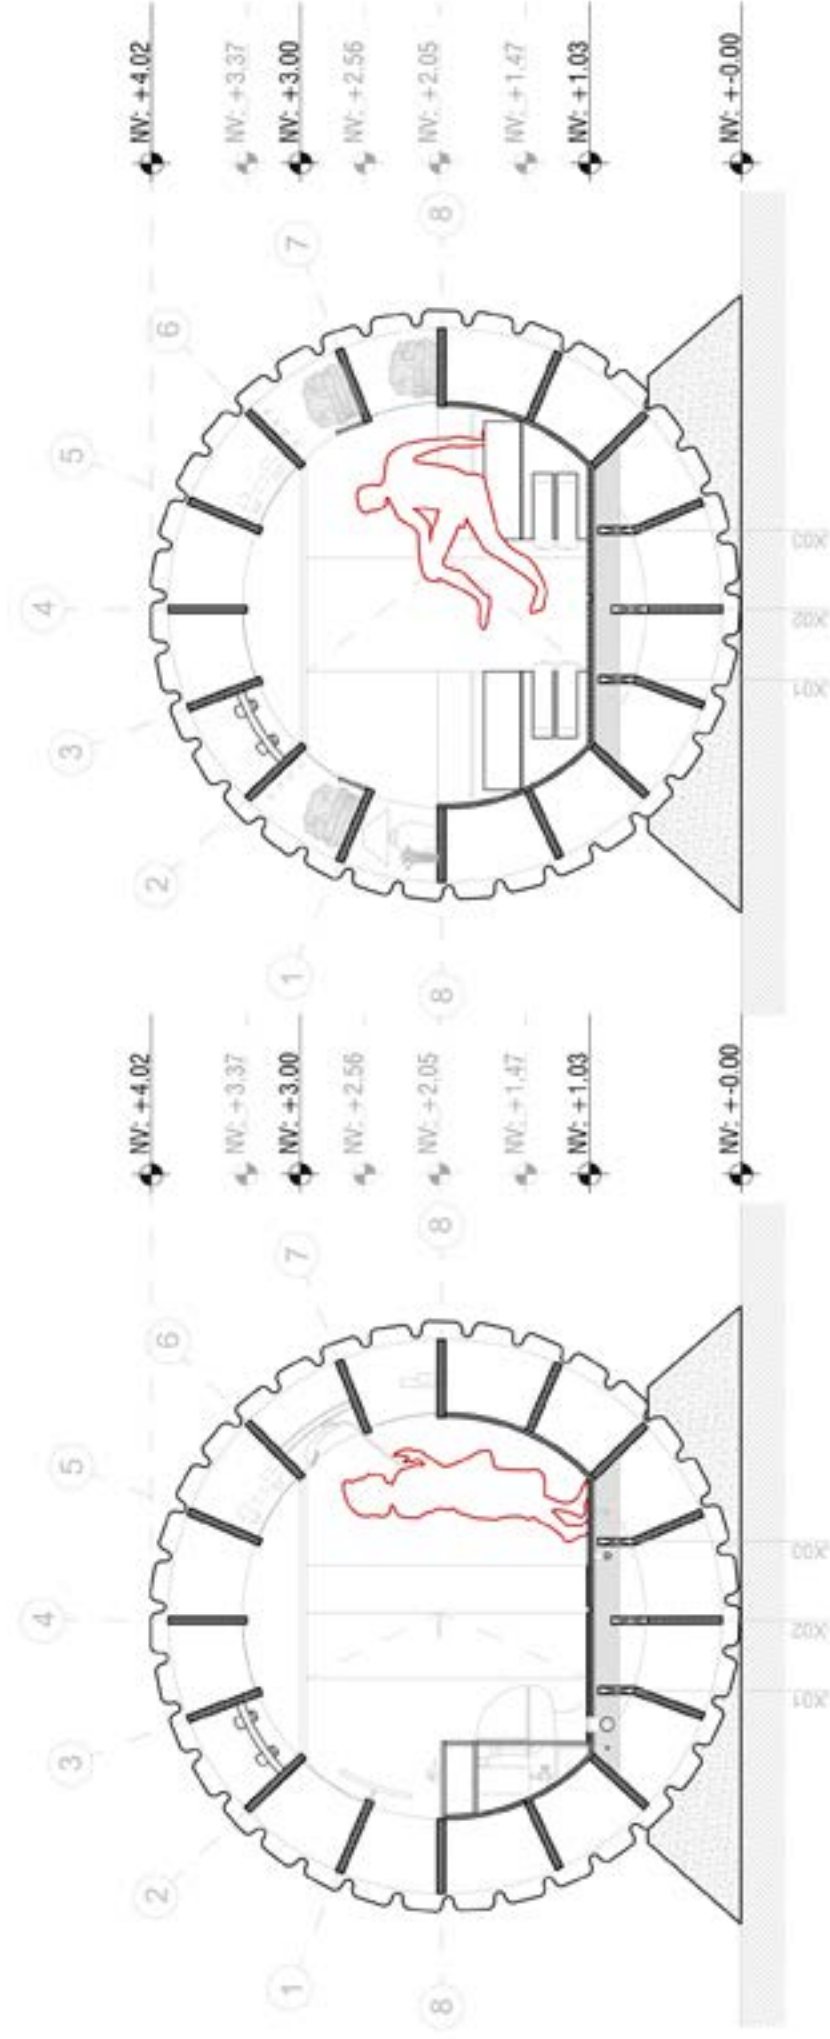 NV: +4.02
NV: +3.37
NV: +3.00
NV: +2.56
NV: +2.05
NV: +1.47
NV: +1.03
NV: +-0.00
8
7
6
5
4
3
2
1
8
X03
X02
X01
NV: +4.02
NV: +3.37
NV: +3.00
NV: +2.56
NV: +2.05
NV: +1.47
NV: +1.03
NV: +-0.00
8
7
6
5
4
3
2
1
8
X03
X02
X01